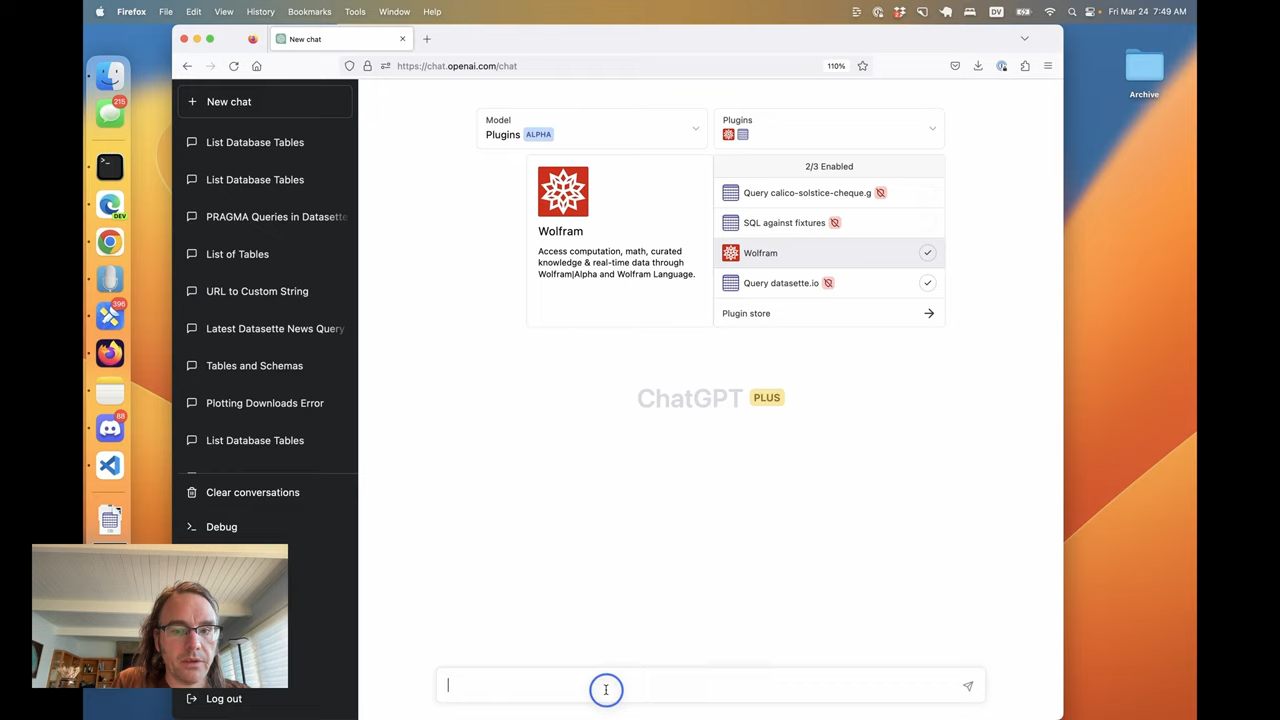 Firefox File Edit View History Bookmarks Tools Window Help DV Fri Mar 24 7:49 AM
New chat
https://chat.openai.com/chat 110%
Archive
215
DEV
396
88
New chat
List Database Tables
List Database Tables
PRAGMA Queries in Datasette
List of Tables
URL to Custom String
Latest Datasette News Query
Tables and Schemas
Plotting Downloads Error
List Database Tables
Clear conversations
Debug
Log out
Model
Plugins ALPHA
Plugins
Wolfram
Access computation, math, curated
knowledge & real-time data through
Wolfram|Alpha and Wolfram Language.
2/3 Enabled
Query calico-solstice-cheque.g
SQL against fixtures
Wolfram
Query datasette.io
Plugin store
ChatGPT PLUS